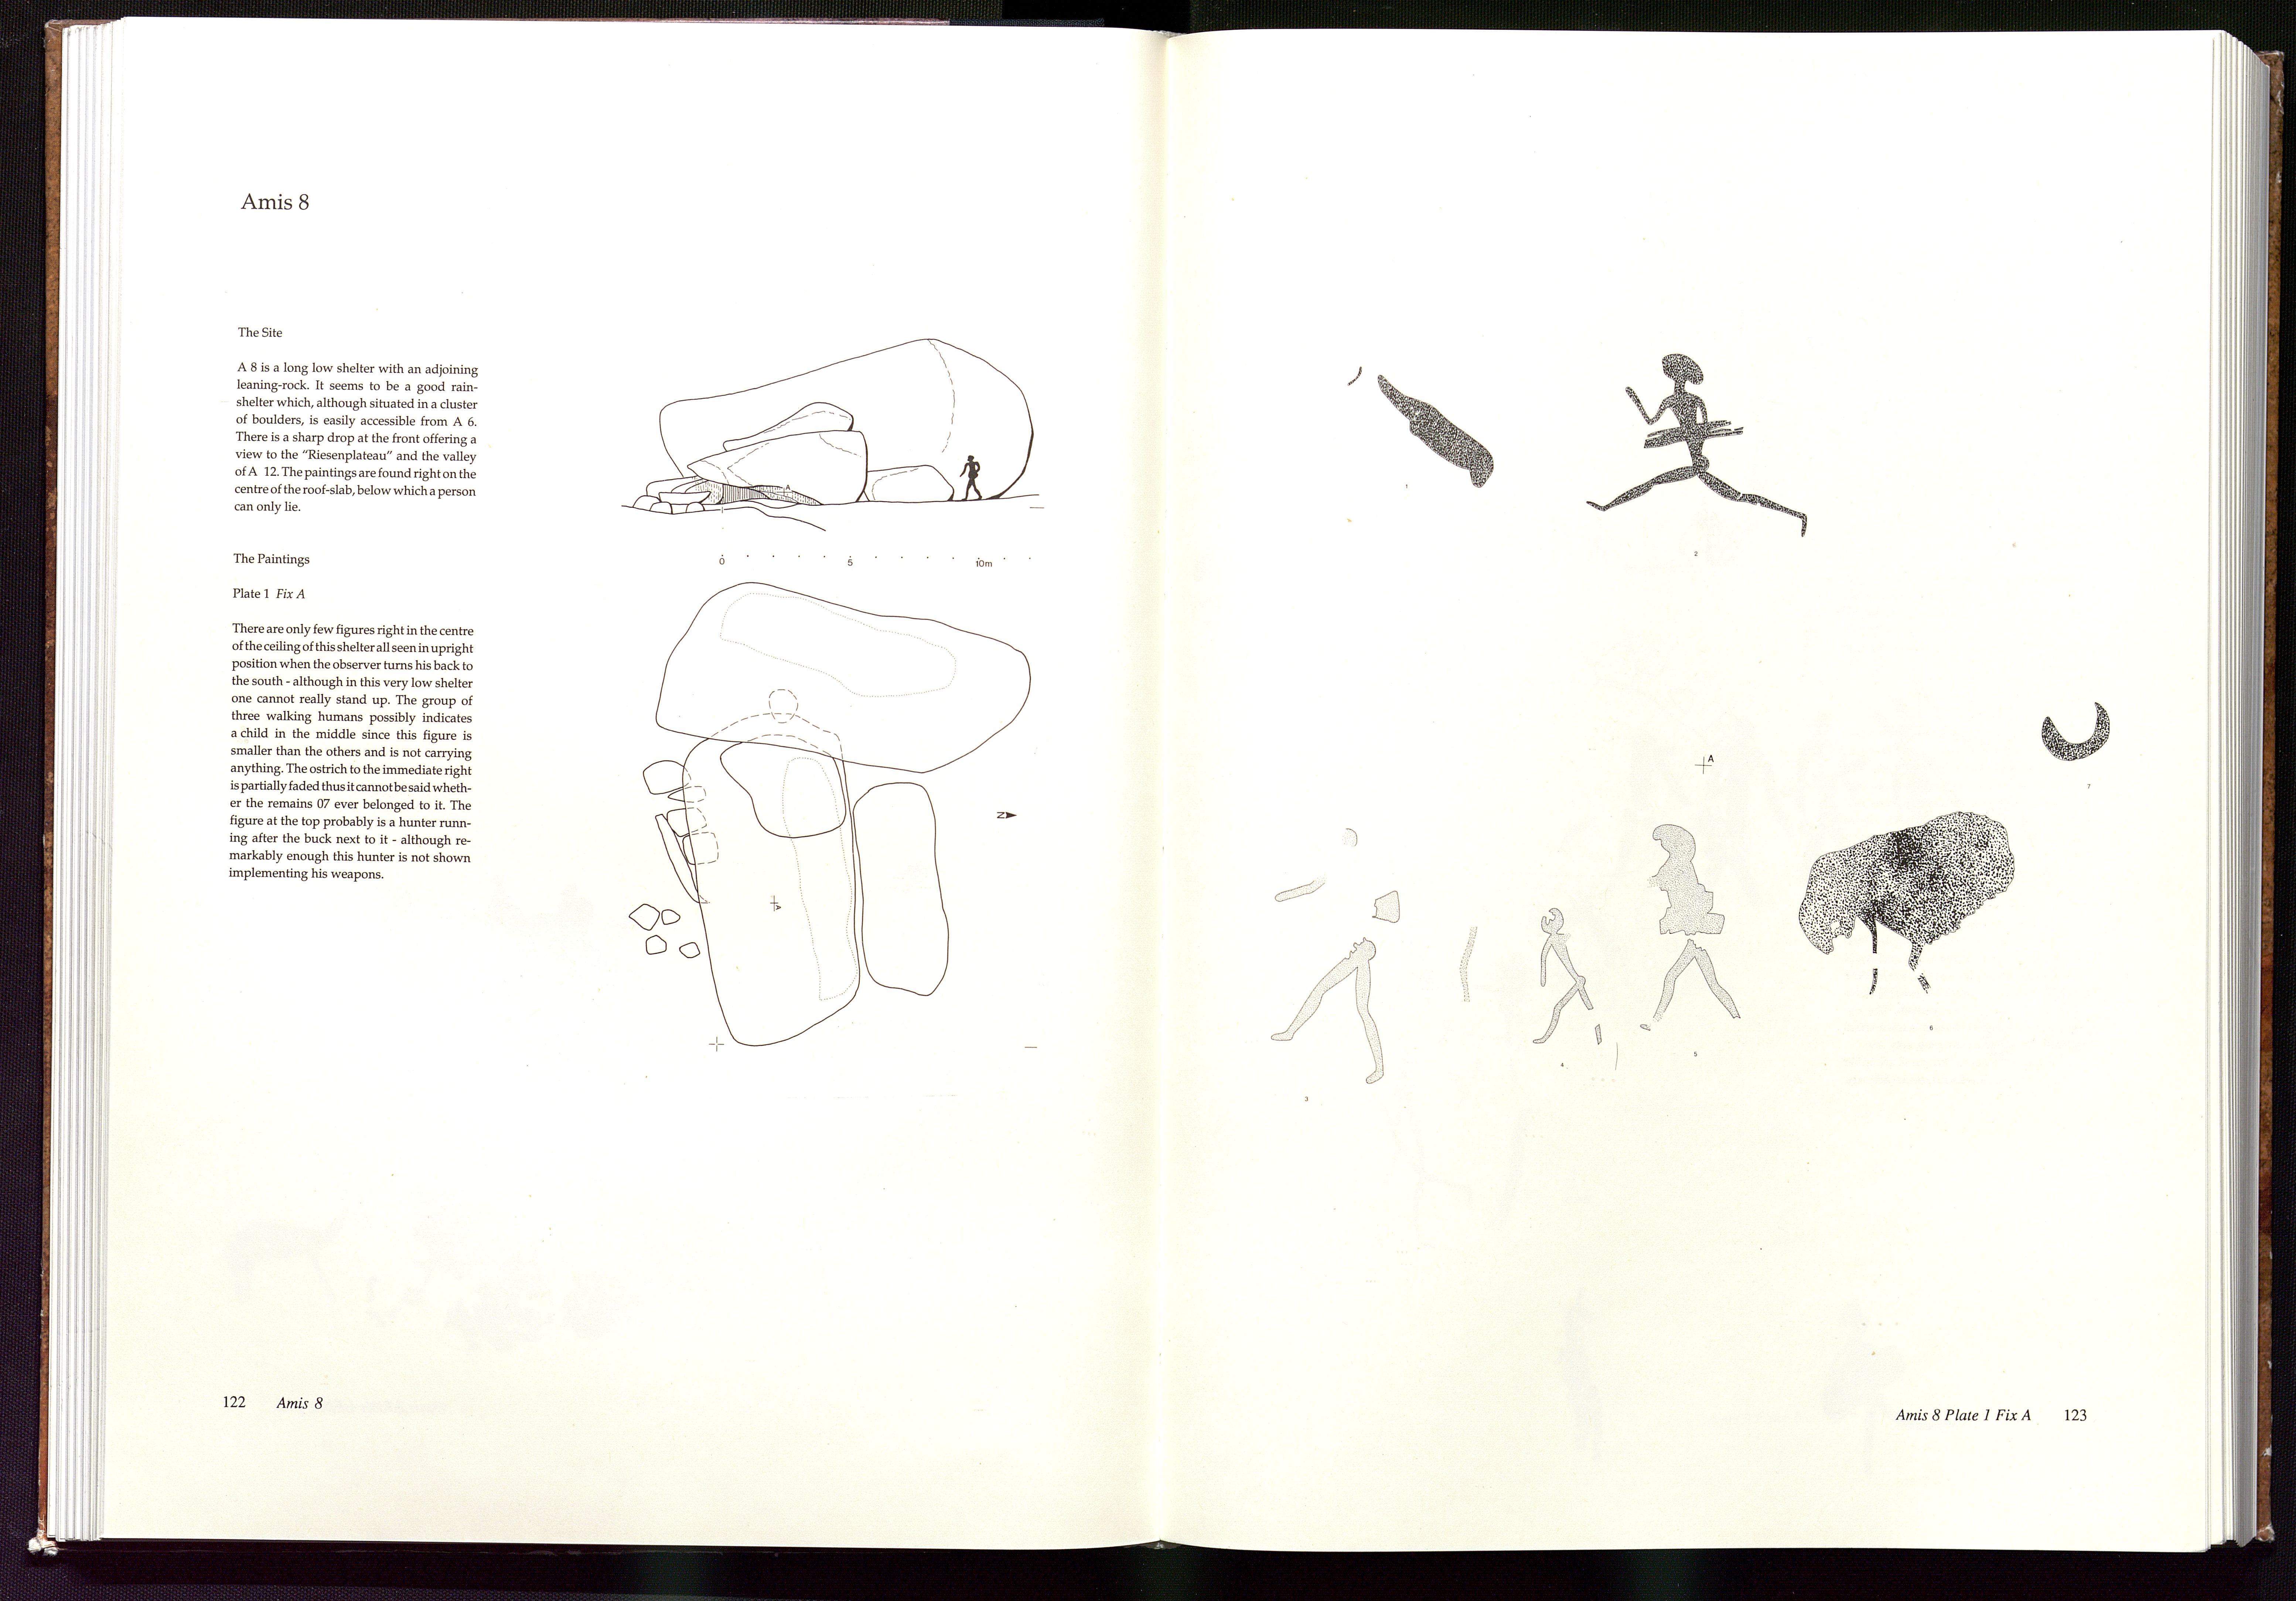 Amis 8
The Site
A 8 is a long low shelter with an adjoining
leaning-rock. It seems to be a good rain-
shelter which, although situated in a cluster
of boulders, is easily accessible from A 6.
There is a sharp drop at the front offering a
view to the "Riesenplateau" and the valley
of A 12. The paintings are found right on the
centre of the roof-slab, below which a person
can only lie.
The Paintings
Plate 1 Fix A
There are only few figures right in the centre
of the ceiling of this shelter all seen in upright
position when the observer turns his back to
the south - although in this very low shelter
one cannot really stand up. The group of
three walking humans possibly indicates
a child in the middle since this figure is
smaller than the others and is not carrying
anything. The ostrich to the immediate right
is partially faded thus it cannot be said wheth-
er the remains 07 ever belonged to it. The
figure at the top probably is a hunter runn-
ing after the buck next to it - although re-
markably enough this hunter is not shown
implementing his weapons.
A
0 5 10m
N
A
122 Amis 8
1
2
A
7
6
5
4
3
Amis 8 Plate 1 Fix A 123